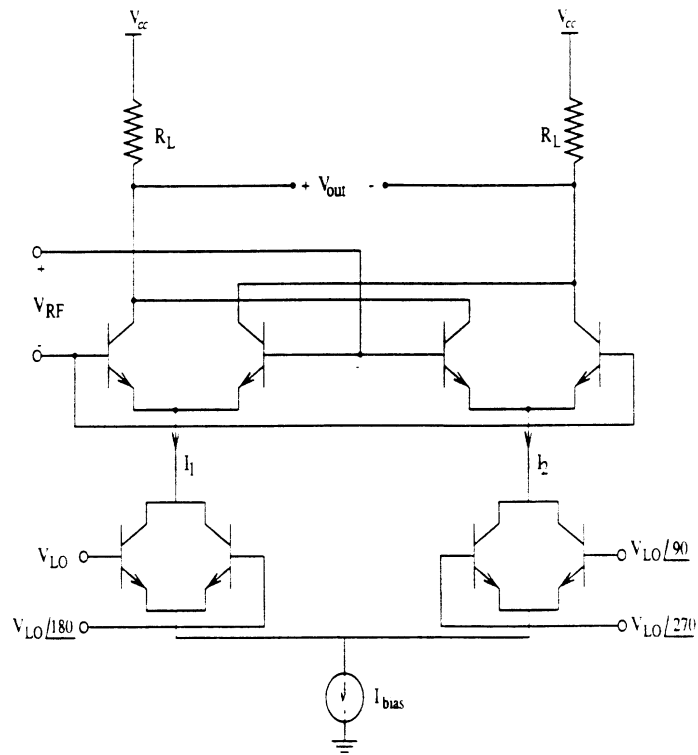 Vcc
Vcc
RL
RL
+ Vout -
+
VRF
-
-
I1
I2
VLO
VLO/90
VLO/180
VLO/270
Ibias